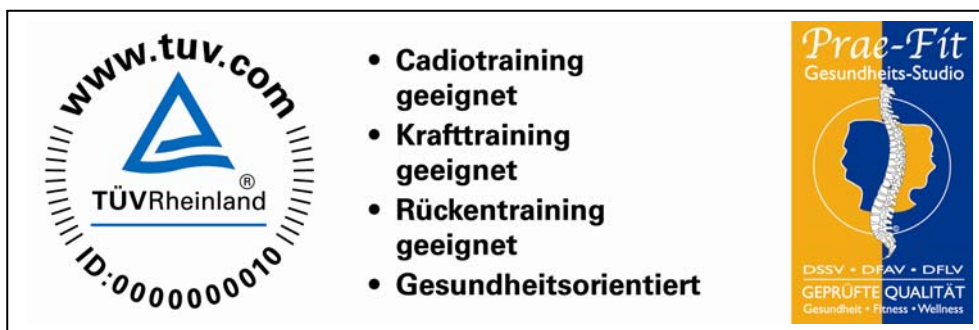 www.tuv.com
TÜVRheinland®
ID:0000000010
• Cadiotraining
geeignet
• Krafttraining
geeignet
• Rückentraining
geeignet
• Gesundheitsorientiert
Prae-Fit
Gesundheits-Studio
DSSV • DFAV • DFLV
GEPRÜFTE QUALITÄT
Gesundheit • Fitness • Wellness